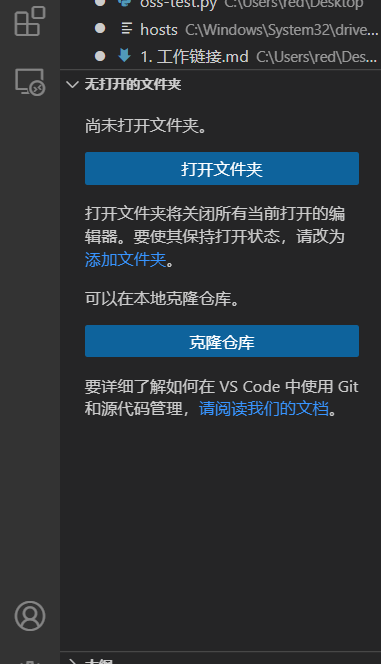 oss-test.py C:\Users\red\Desktop
hosts C:\Windows\System32\drive...
1. 工作链接.md C:\Users\red\Des...
无打开的文件夹
尚未打开文件夹。
打开文件夹
打开文件夹将关闭所有当前打开的编
辑器。要使其保持打开状态，请改为
添加文件夹。
可以在本地克隆仓库。
克隆仓库
要详细了解如何在 VS Code 中使用 Git
和源代码管理，请阅读我们的文档。